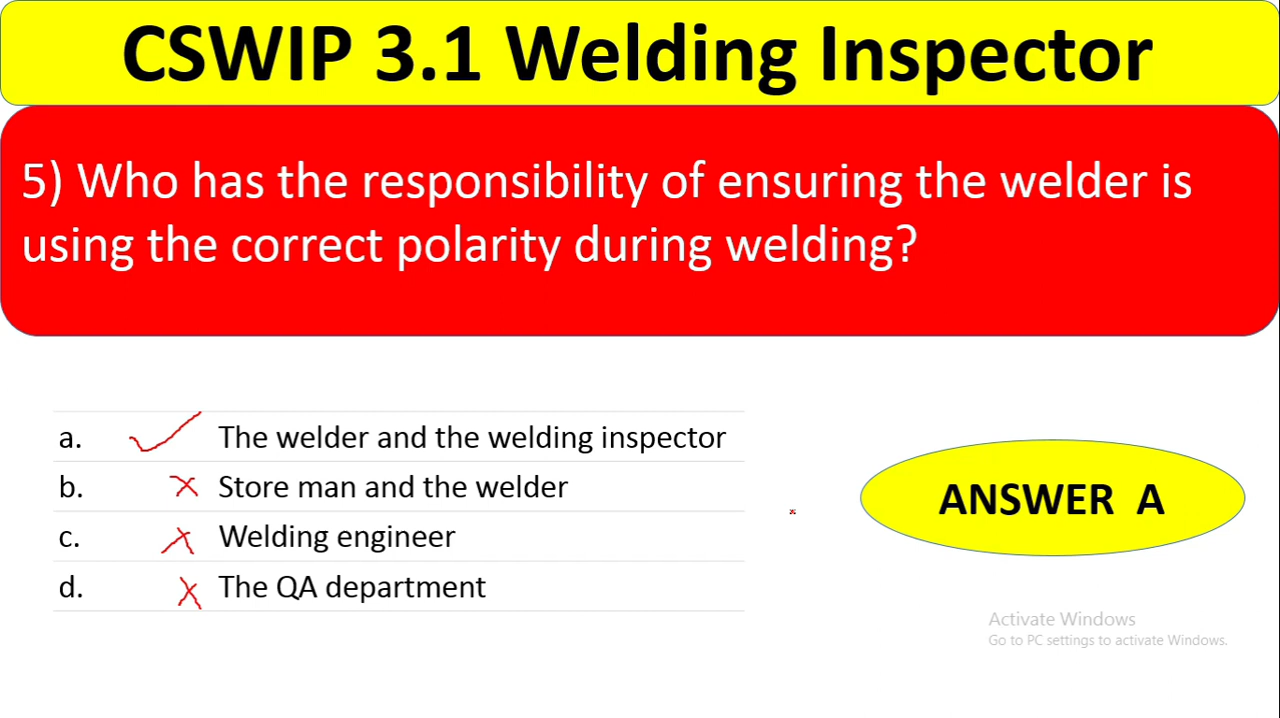 CSWIP 3.1 Welding Inspector
5) Who has the responsibility of ensuring the welder is
using the correct polarity during welding?
a. The welder and the welding inspector
b. Store man and the welder
c. Welding engineer
d. The QA department
ANSWER A
Activate Windows
Go to PC settings to activate Windows.